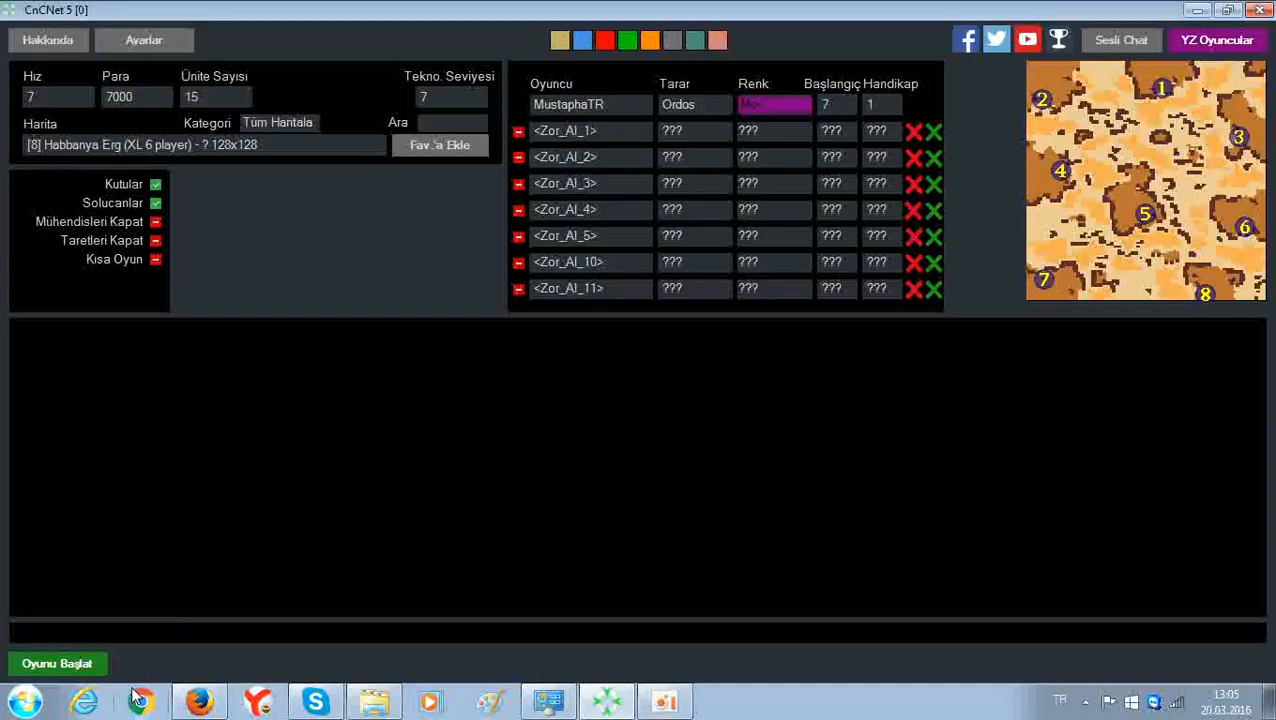 CnCNet 5 [0]
Hakkında
Ayarlar
Sesli Chat
YZ Oyuncular
Hız
Para
Ünite Sayısı
Tekno. Seviyesi
7
7000
15
7
Harita
Kategori
Tüm Hantala
Ara
[8] Habbanya Erg (XL 6 player) - ? 128x128
Fav.'a Ekle
Kutular
Solucanlar
Mühendisleri Kapat
Taretleri Kapat
Kısa Oyun
Oyuncu Tarar Renk Başlangıç Handikap
MustaphaTR Ordos Mor 7 1
<Zor_AI_1> ??? ??? ??? ???
<Zor_AI_2> ??? ??? ??? ???
<Zor_AI_3> ??? ??? ??? ???
<Zor_AI_4> ??? ??? ??? ???
<Zor_AI_5> ??? ??? ??? ???
<Zor_AI_10> ??? ??? ??? ???
<Zor_AI_11> ??? ??? ??? ???
1
2
3
4
5
6
7
8
Oyunu Başlat
TR
13:05
20.03.2016